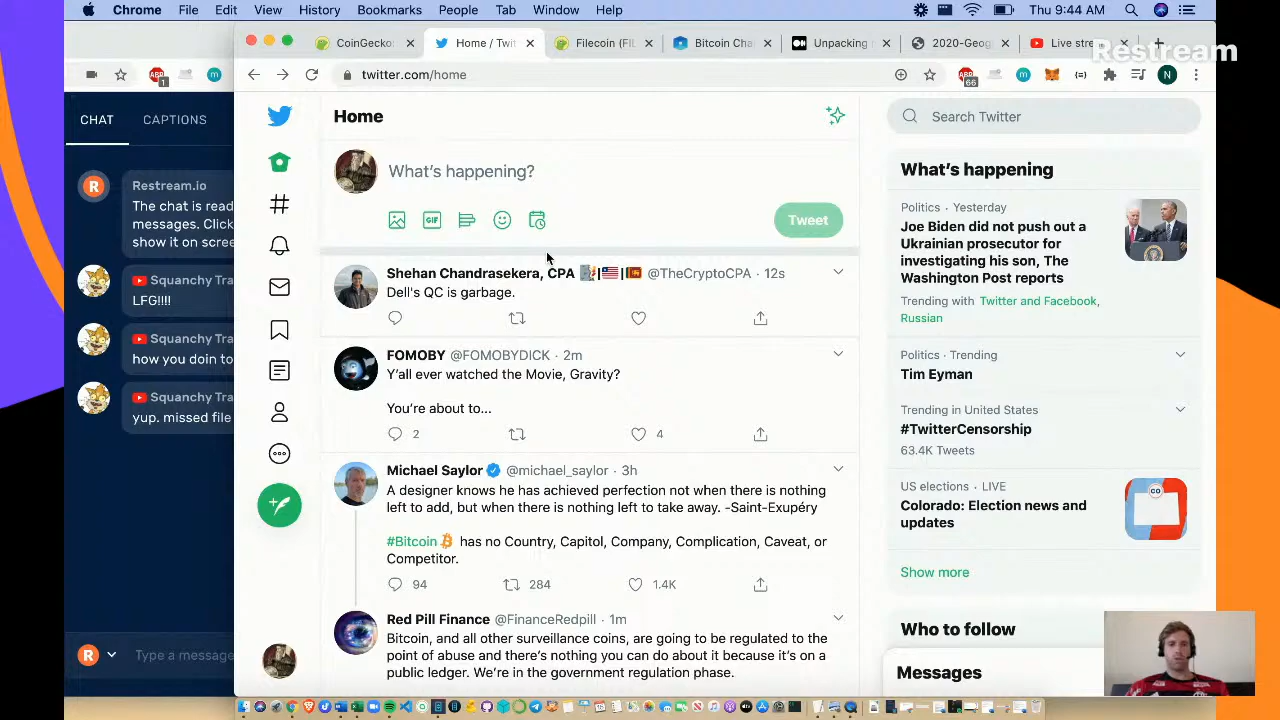 Chrome File Edit View History Bookmarks People Tab Window Help Thu 9:44 AM
CoinGecko Home / Twit Filecoin (FIL Bitcoin Cha Unpacking 2020-Geog Live stre
Restream
twitter.com/home
ABP 1
m
ABP 66
m
N
CHAT CAPTIONS
Restream.io
The chat is read
messages. Click
show it on scree
Squanchy Tra
LFG!!!!
Squanchy Tra
how you doin to
Squanchy Tra
yup. missed file
Type a message
Home
What's happening?
GIF
Tweet
Shehan Chandrasekera, CPA @TheCryptoCPA · 12s
Dell's QC is garbage.
FOMOBY @FOMOBYDICK · 2m
Y'all ever watched the Movie, Gravity?
You're about to...
2 4
Michael Saylor @michael_saylor · 3h
A designer knows he has achieved perfection not when there is nothing
left to add, but when there is nothing left to take away. -Saint-Exupéry
#Bitcoin has no Country, Capitol, Company, Complication, Caveat, or
Competitor.
94 284 1.4K
Red Pill Finance @FinanceRedpill · 1m
Bitcoin, and all other surveillance coins, are going to be regulated to the
point of abuse and there's nothing you can do about it because it's on a
public ledger. We're in the government regulation phase.
Search Twitter
What's happening
Politics · Yesterday
Joe Biden did not push out a
Ukrainian prosecutor for
investigating his son, The
Washington Post reports
Trending with Twitter and Facebook,
Russian
Politics · Trending
Tim Eyman
Trending in United States
#TwitterCensorship
63.4K Tweets
US elections · LIVE
Colorado: Election news and
updates
CO
Show more
Who to follow
Messages